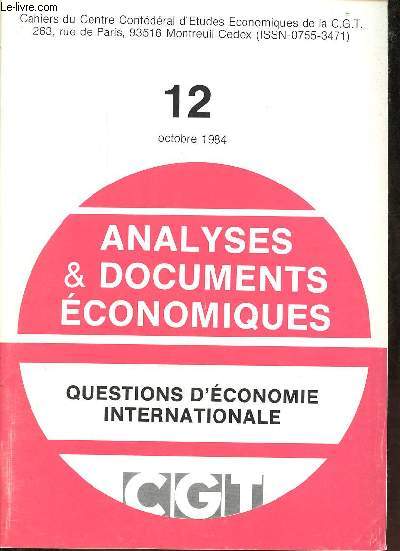 Le-livre.com
Cahiers du Centre Confédéral d'Etudes Economiques de la C.G.T.
263, rue de Paris, 93516 Montreuil Cedex (ISSN-0755-3471)
12
octobre 1984
ANALYSES
& DOCUMENTS
ÉCONOMIQUES
QUESTIONS D'ÉCONOMIE
INTERNATIONALE
CGT